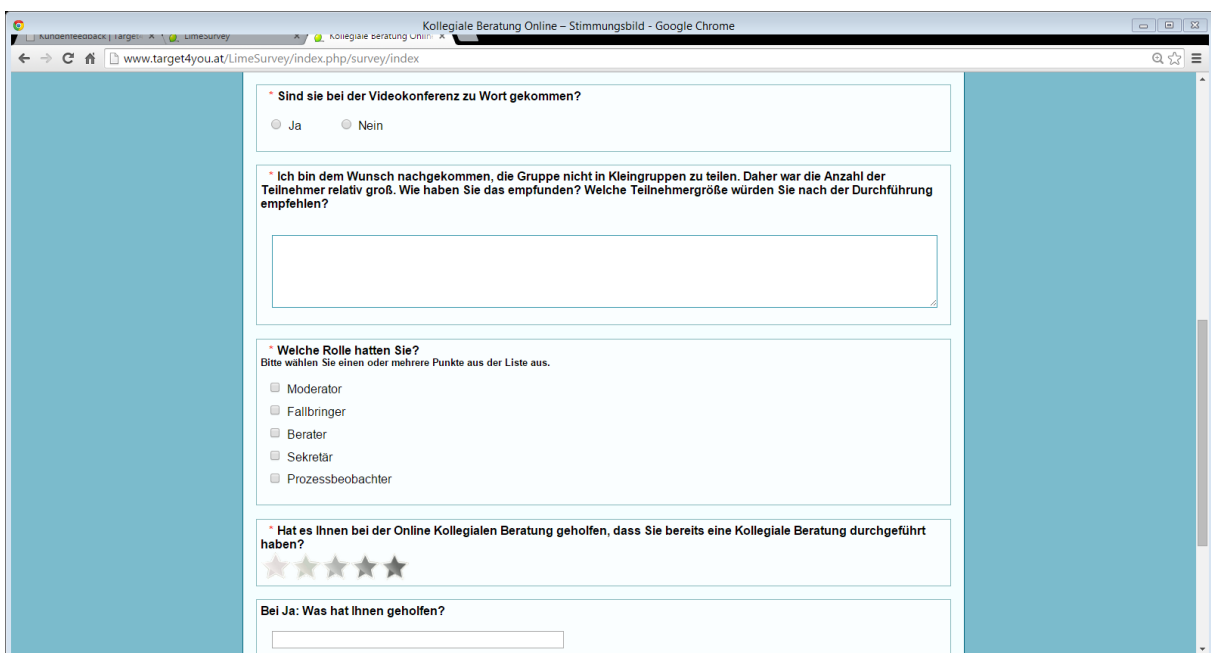 Kollegiale Beratung Online – Stimmungsbild - Google Chrome
Kundenfeedback | Target LimeSurvey Kollegiale Beratung Onlin
www.target4you.at/LimeSurvey/index.php/survey/index
* Sind sie bei der Videokonferenz zu Wort gekommen?
Ja Nein
* Ich bin dem Wunsch nachgekommen, die Gruppe nicht in Kleingruppen zu teilen. Daher war die Anzahl der
Teilnehmer relativ groß. Wie haben Sie das empfunden? Welche Teilnehmergröße würden Sie nach der Durchführung
empfehlen?
* Welche Rolle hatten Sie?
Bitte wählen Sie einen oder mehrere Punkte aus der Liste aus.
Moderator
Fallbringer
Berater
Sekretär
Prozessbeobachter
* Hat es Ihnen bei der Online Kollegialen Beratung geholfen, dass Sie bereits eine Kollegiale Beratung durchgeführt
haben?
Bei Ja: Was hat Ihnen geholfen?